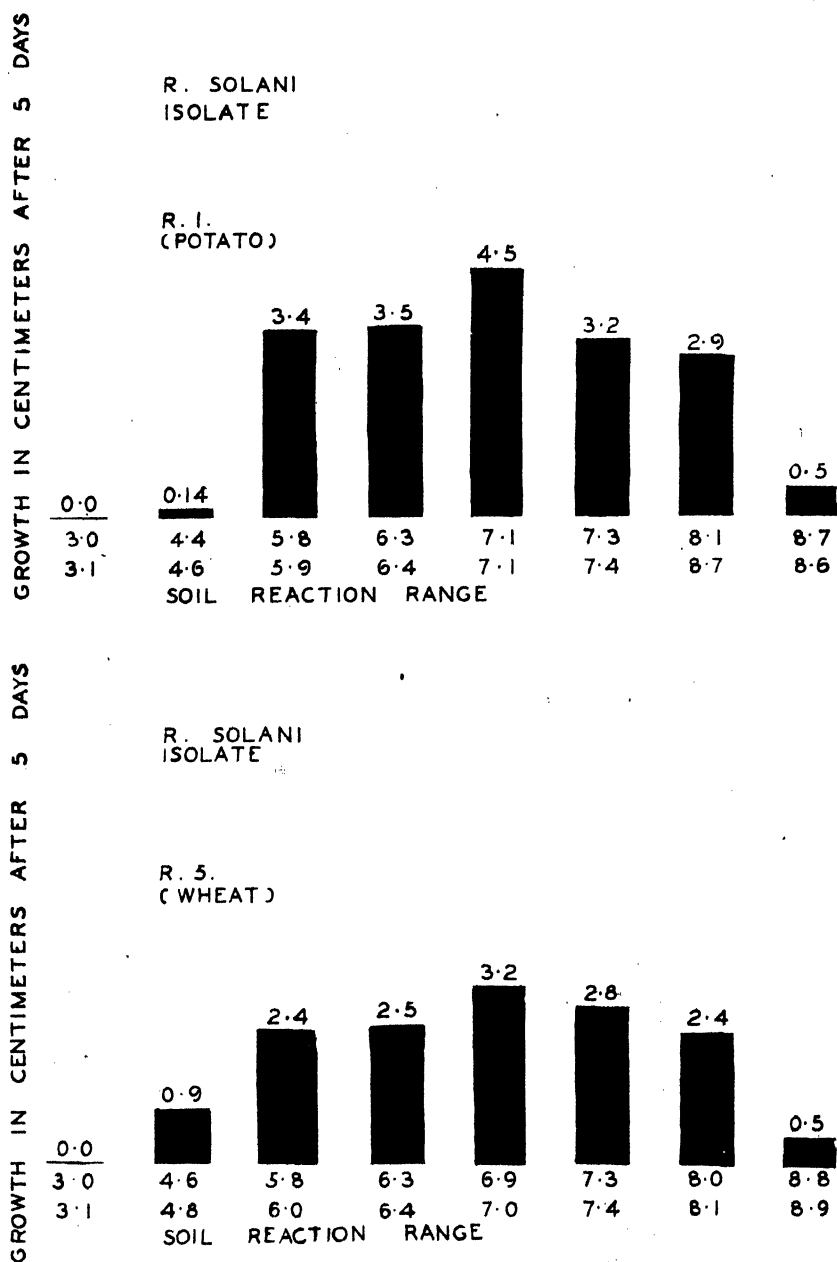 GROWTH IN CENTIMETERS AFTER 5 DAYS
R. SOLANI
ISOLATE
R. 1.
(POTATO)
0·0 0·14 3·4 3·5 4·5 3·2 2·9 0·5
3·0 4·4 5·8 6·3 7·1 7·3 8·1 8·7
3·1 4·6 5·9 6·4 7·1 7·4 8·7 8·6
SOIL REACTION RANGE
GROWTH IN CENTIMETERS AFTER 5 DAYS
R. SOLANI
ISOLATE
R. 5.
(WHEAT)
0·0 0·9 2·4 2·5 3·2 2·8 2·4 0·5
3·0 4·6 5·8 6·3 6·9 7·3 8·0 8·8
3·1 4·8 6·0 6·4 7·0 7·4 8·1 8·9
SOIL REACTION RANGE